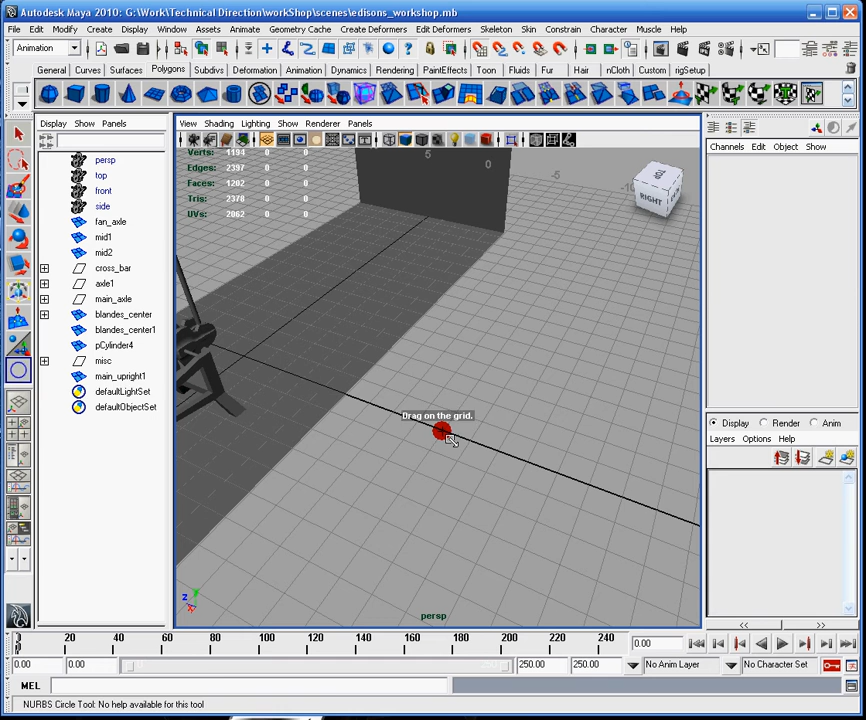 Autodesk Maya 2010: G:\Work\Technical Direction\workShop\scenes\edisons_workshop.mb
File Edit Modify Create Display Window Assets Animate Geometry Cache Create Deformers Edit Deformers Skeleton Skin Constrain Character Muscle Help
Animation
General Curves Surfaces Polygons Subdivs Deformation Animation Dynamics Rendering PaintEffects Toon Fluids Fur Hair nCloth Custom rigSetup
Display Show Panels
View Shading Lighting Show Renderer Panels
Channels Edit Object Show
persp
top
front
side
fan_axle
mid1
mid2
cross_bar
axle1
main_axle
blandes_center
blandes_center1
pCylinder4
misc
main_upright1
defaultLightSet
defaultObjectSet
Verts: 1194 0 0
Edges: 2397 0 0
Faces: 1202 0 0
Tris: 2378 0 0
UVs: 2062 0 0
5
0
-5
TOP
RIGHT
Drag on the grid.
Y
Z
X
persp
Display Render Anim
Layers Options Help
0 20 40 60 80 100 120 140 160 180 200 220 240
0.00
0.00 0.00 250.00 250.00 No Anim Layer No Character Set
MEL
NURBS Circle Tool: No help available for this tool